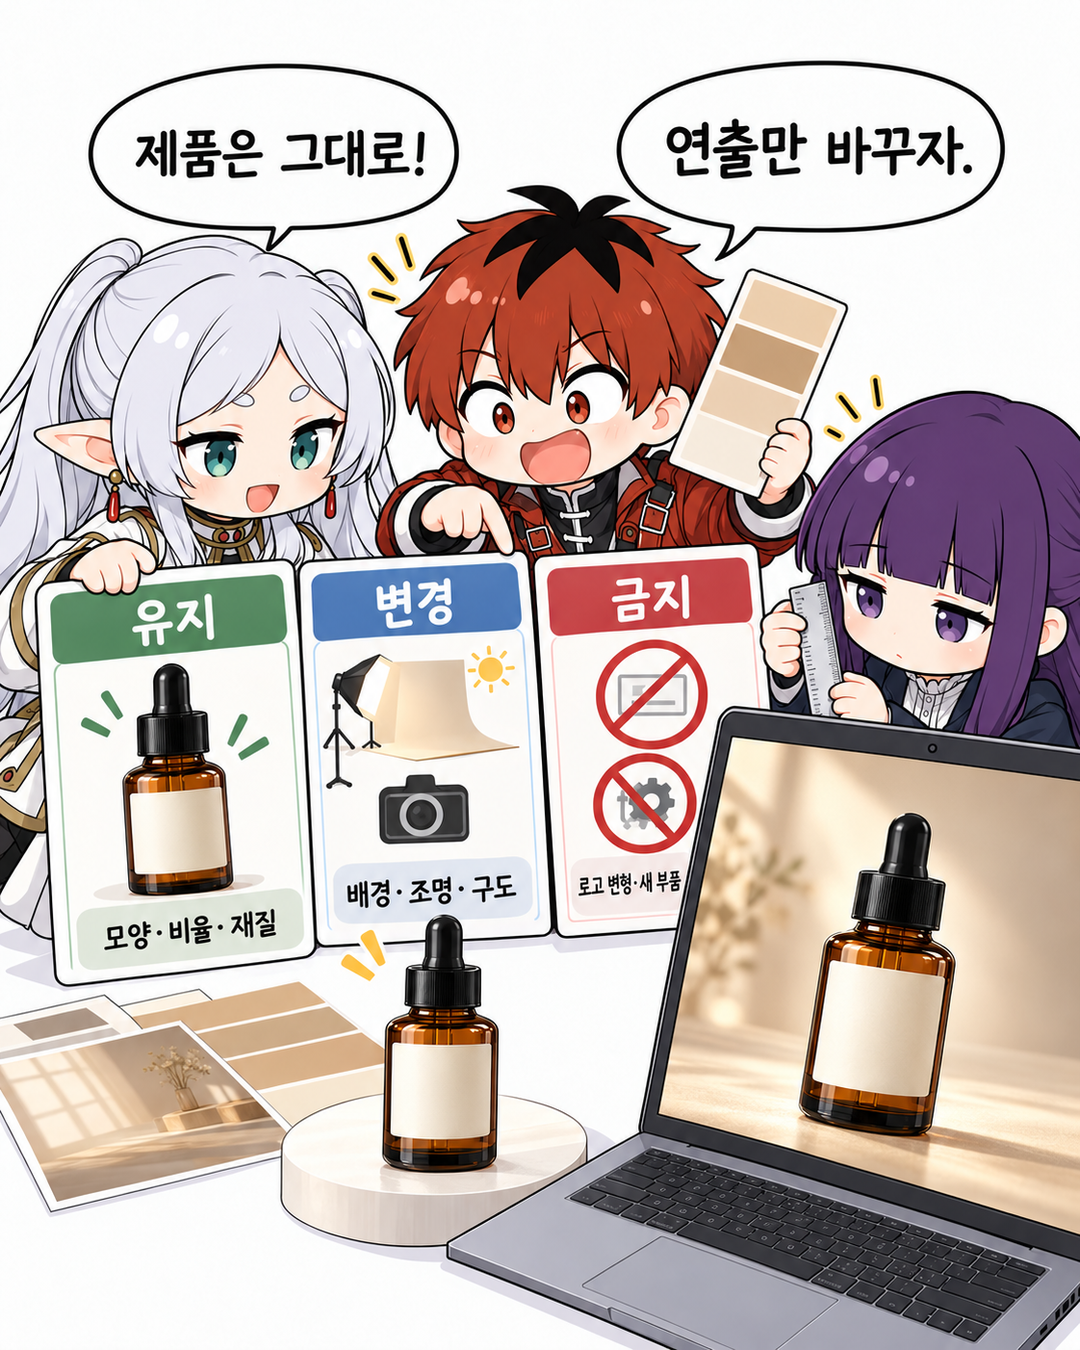 제품은 그대로!
연출만 바꾸자.
유지
모양·비율·재질
변경
배경·조명·구도
금지
로고 변형·새 부품